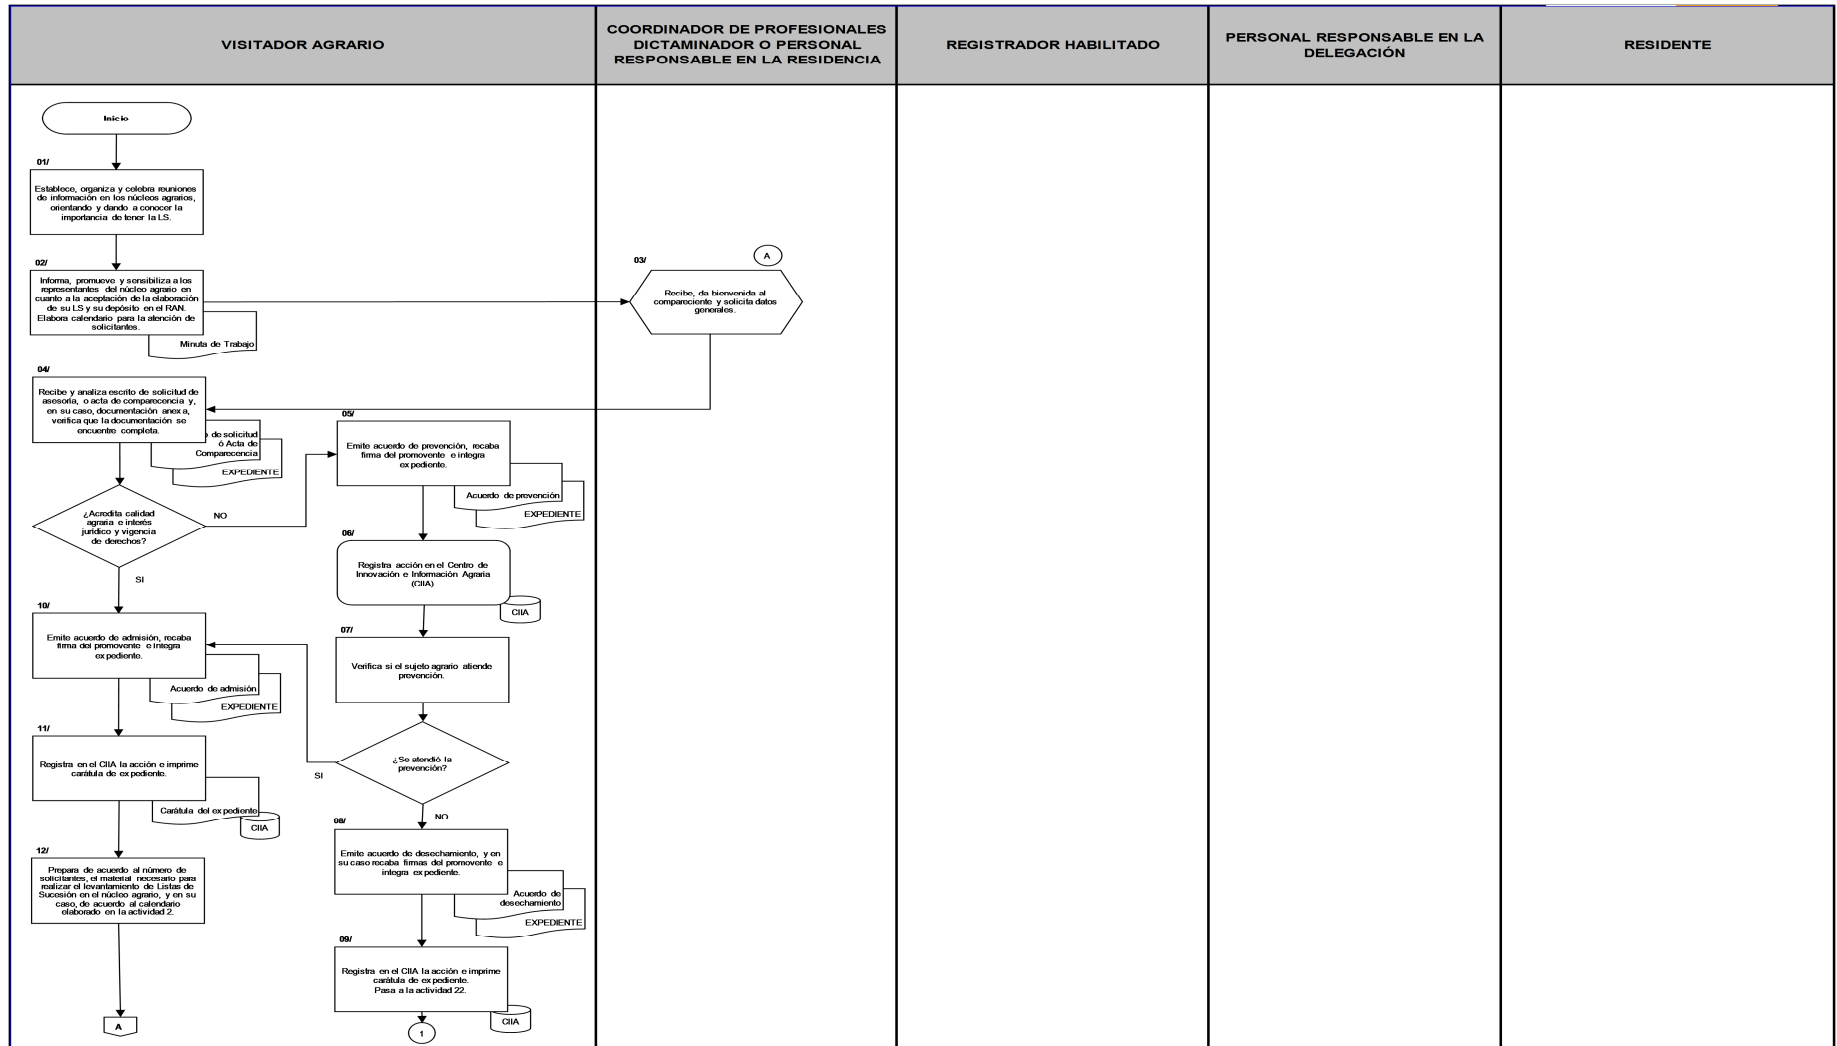 VISITADOR AGRARIO
COORDINADOR DE PROFESIONALES
DICTAMINADOR O PERSONAL
RESPONSABLE EN LA RESIDENCIA
REGISTRADOR HABILITADO
PERSONAL RESPONSABLE EN LA
DELEGACIÓN
RESIDENTE
Inicio
01/
Establece, organiza y celebra reuniones
de información en los núcleos agrarios,
orientando y dando a conocer la
importancia de tener la LS.
02/
Informa, promueve y sensibiliza a los
representantes del núcleo agrario en
cuanto a la aceptación de la elaboración
de su LS y su depósito en el RAN.
Elabora calendario para la atención de
solicitantes.
Minuta de Trabajo
A
03/
Recibe, da bienvenida al
compareciente y solicita datos
generales.
04/
Recibe y analiza escrito de solicitud de
asesoría, o acta de comparecencia y,
en su caso, documentación anexa,
verifica que la documentación se
encuentre completa.
de solicitud
ó Acta de
Comparecencia
EXPEDIENTE
¿Acredita calidad
agraria e interés
jurídico y vigencia
de derechos?
NO
SI
05/
Emite acuerdo de prevención, recaba
firma del promovente e integra
expediente.
Acuerdo de prevención
EXPEDIENTE
06/
Registra acción en el Centro de
Innovación e Información Agraria
(CIIA)
CIIA
07/
Verifica si el sujeto agrario atiende
prevención.
¿Se atendió la
prevención?
SI
NO
08/
Emite acuerdo de desechamiento, y en
su caso recaba firmas del promovente e
integra expediente.
Acuerdo de
desechamiento
EXPEDIENTE
09/
Registra en el CIIA la acción e imprime
carátula de expediente.
Pasa a la actividad 22.
CIIA
1
10/
Emite acuerdo de admisión, recaba
firma del promovente e integra
expediente.
Acuerdo de admisión
EXPEDIENTE
11/
Registra en el CIIA la acción e imprime
carátula de expediente.
Carátula del expediente
CIIA
12/
Prepara de acuerdo al número de
solicitantes, el material necesario para
realizar el levantamiento de Listas de
Sucesión en el núcleo agrario, y en su
caso, de acuerdo al calendario
elaborado en la actividad 2.
A